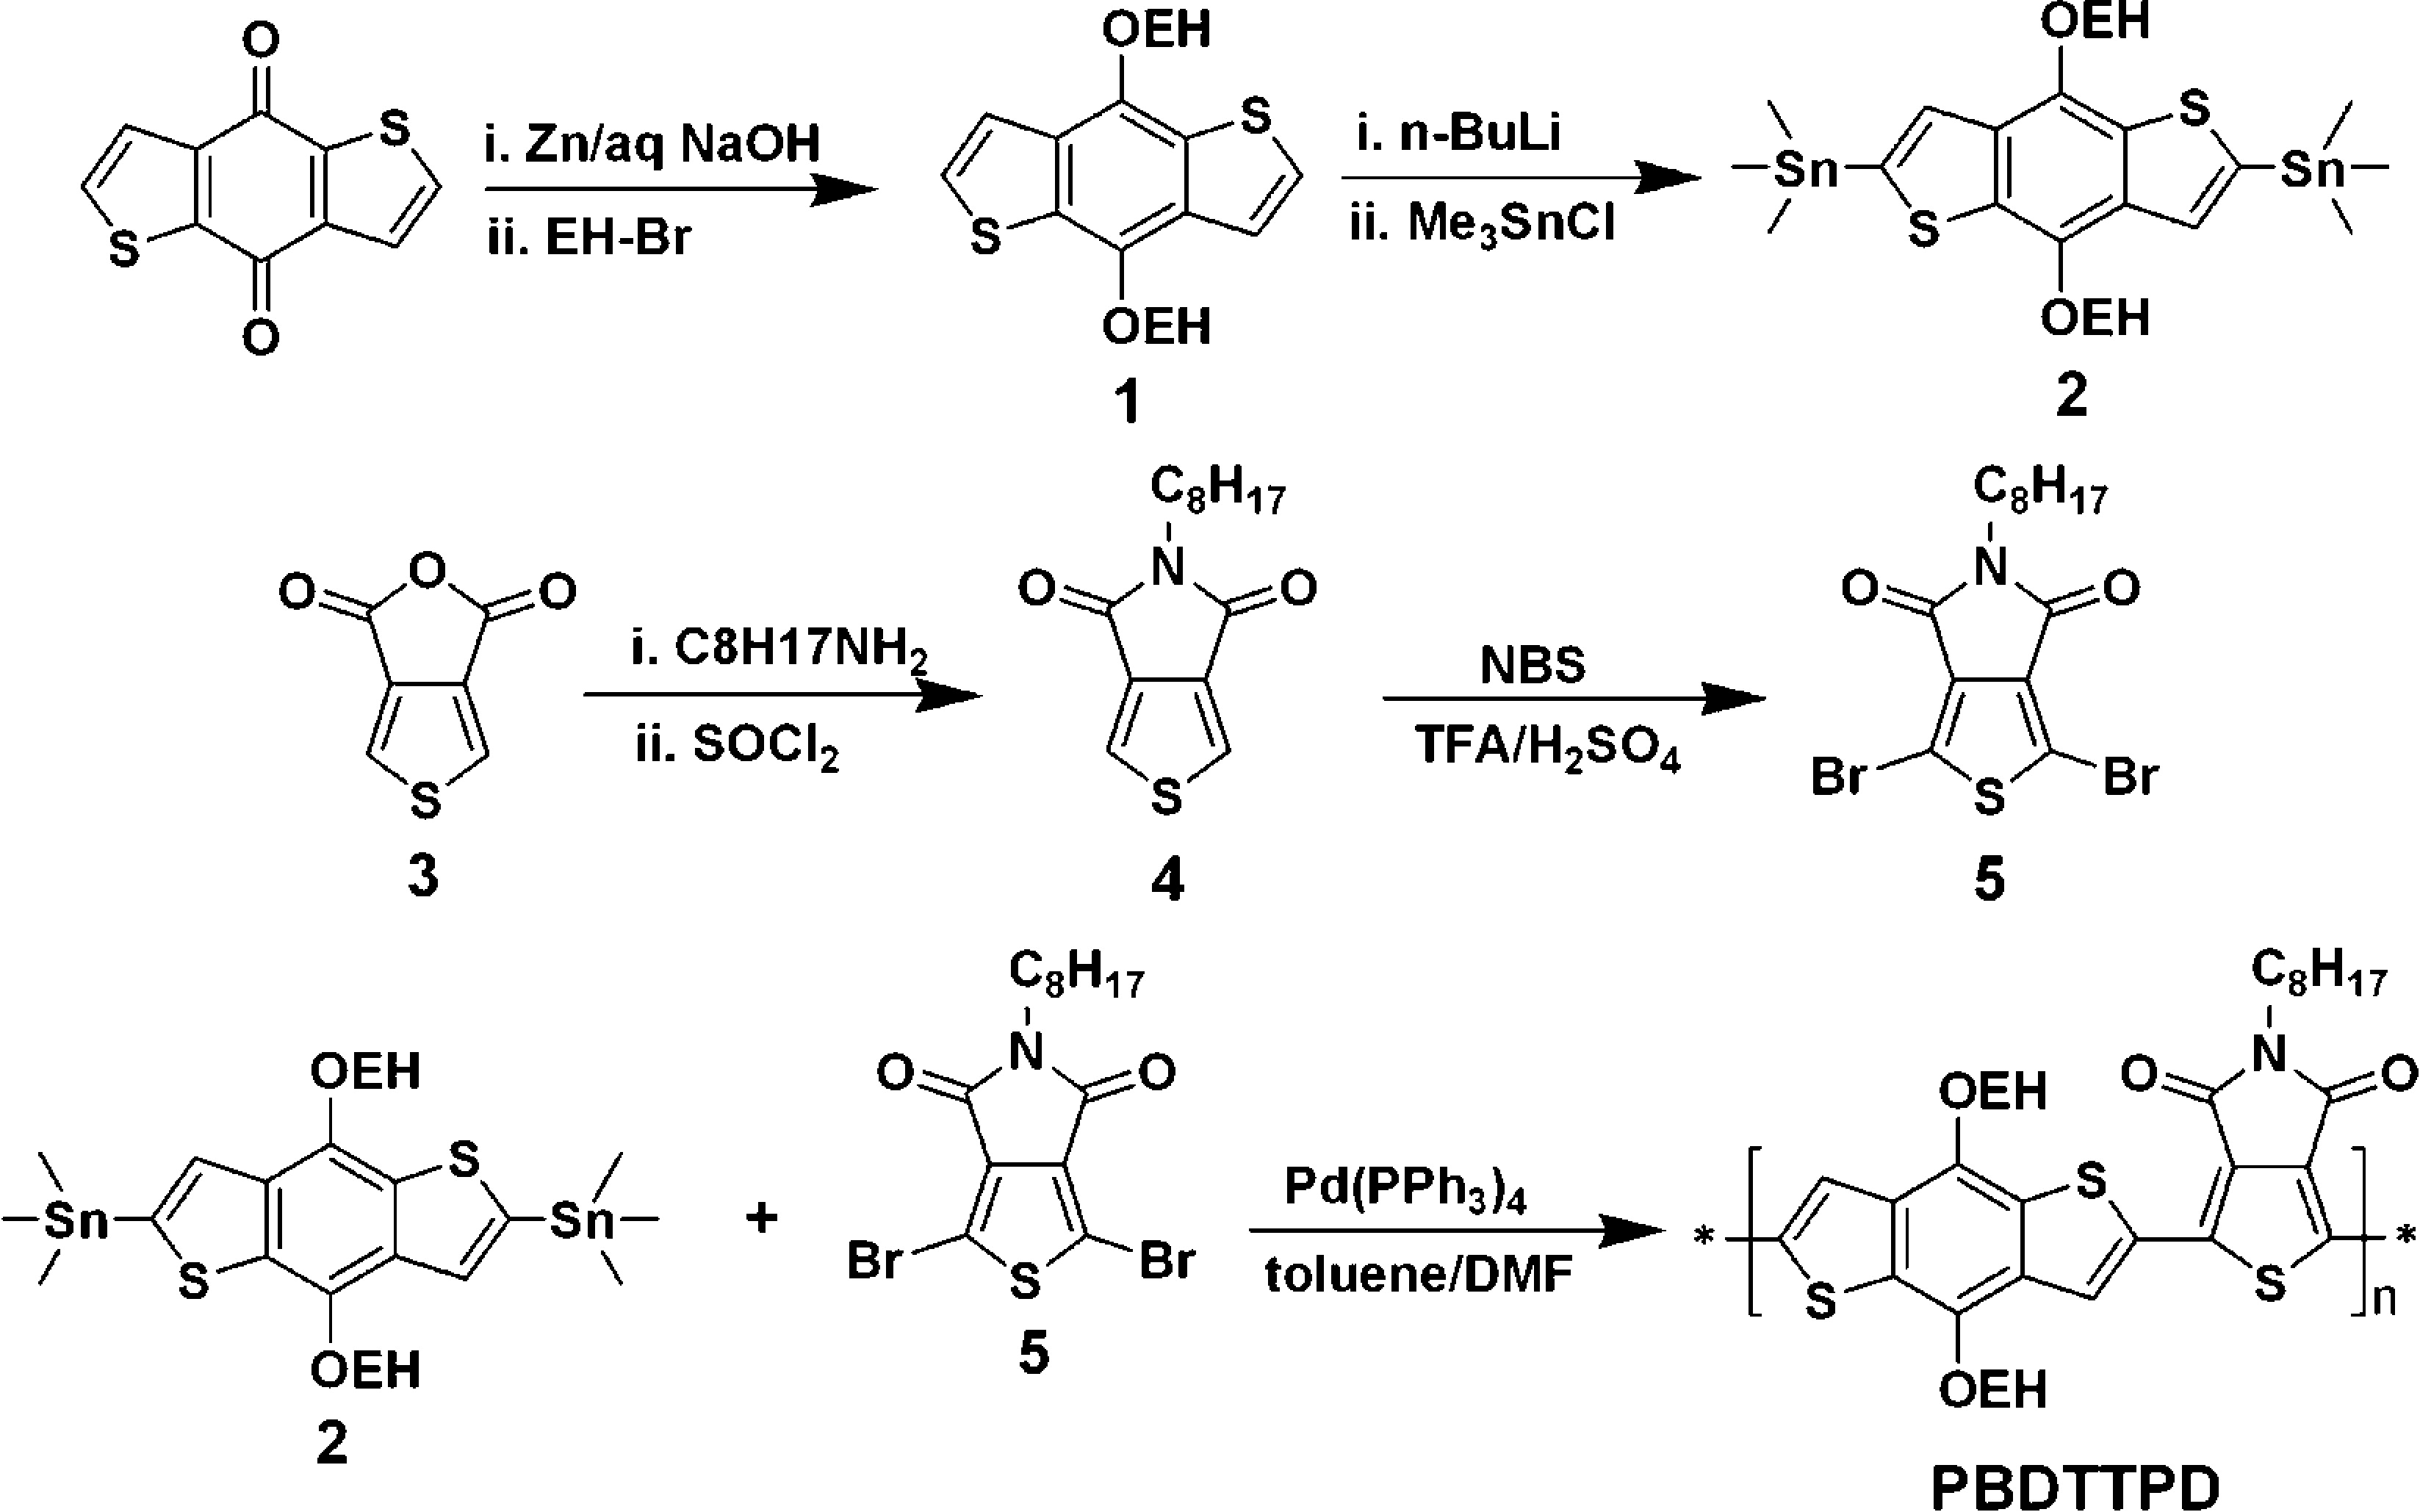 O
S
S
O
i. Zn/aq NaOH
ii. EH-Br
OEH
S
S
OEH
1
i. n-BuLi
ii. Me3SnCl
OEH
S
Sn
Sn
S
OEH
2
O
O
O
S
3
i. C8H17NH2
ii. SOCl2
C8H17
N
O
O
S
4
NBS
TFA/H2SO4
C8H17
N
O
O
Br
Br
S
5
OEH
S
Sn
Sn
S
OEH
2
+
C8H17
N
O
O
Br
Br
S
5
Pd(PPh3)4
toluene/DMF
C8H17
N
O
O
OEH
S
*
*
S
S
n
OEH
PBDTTPD